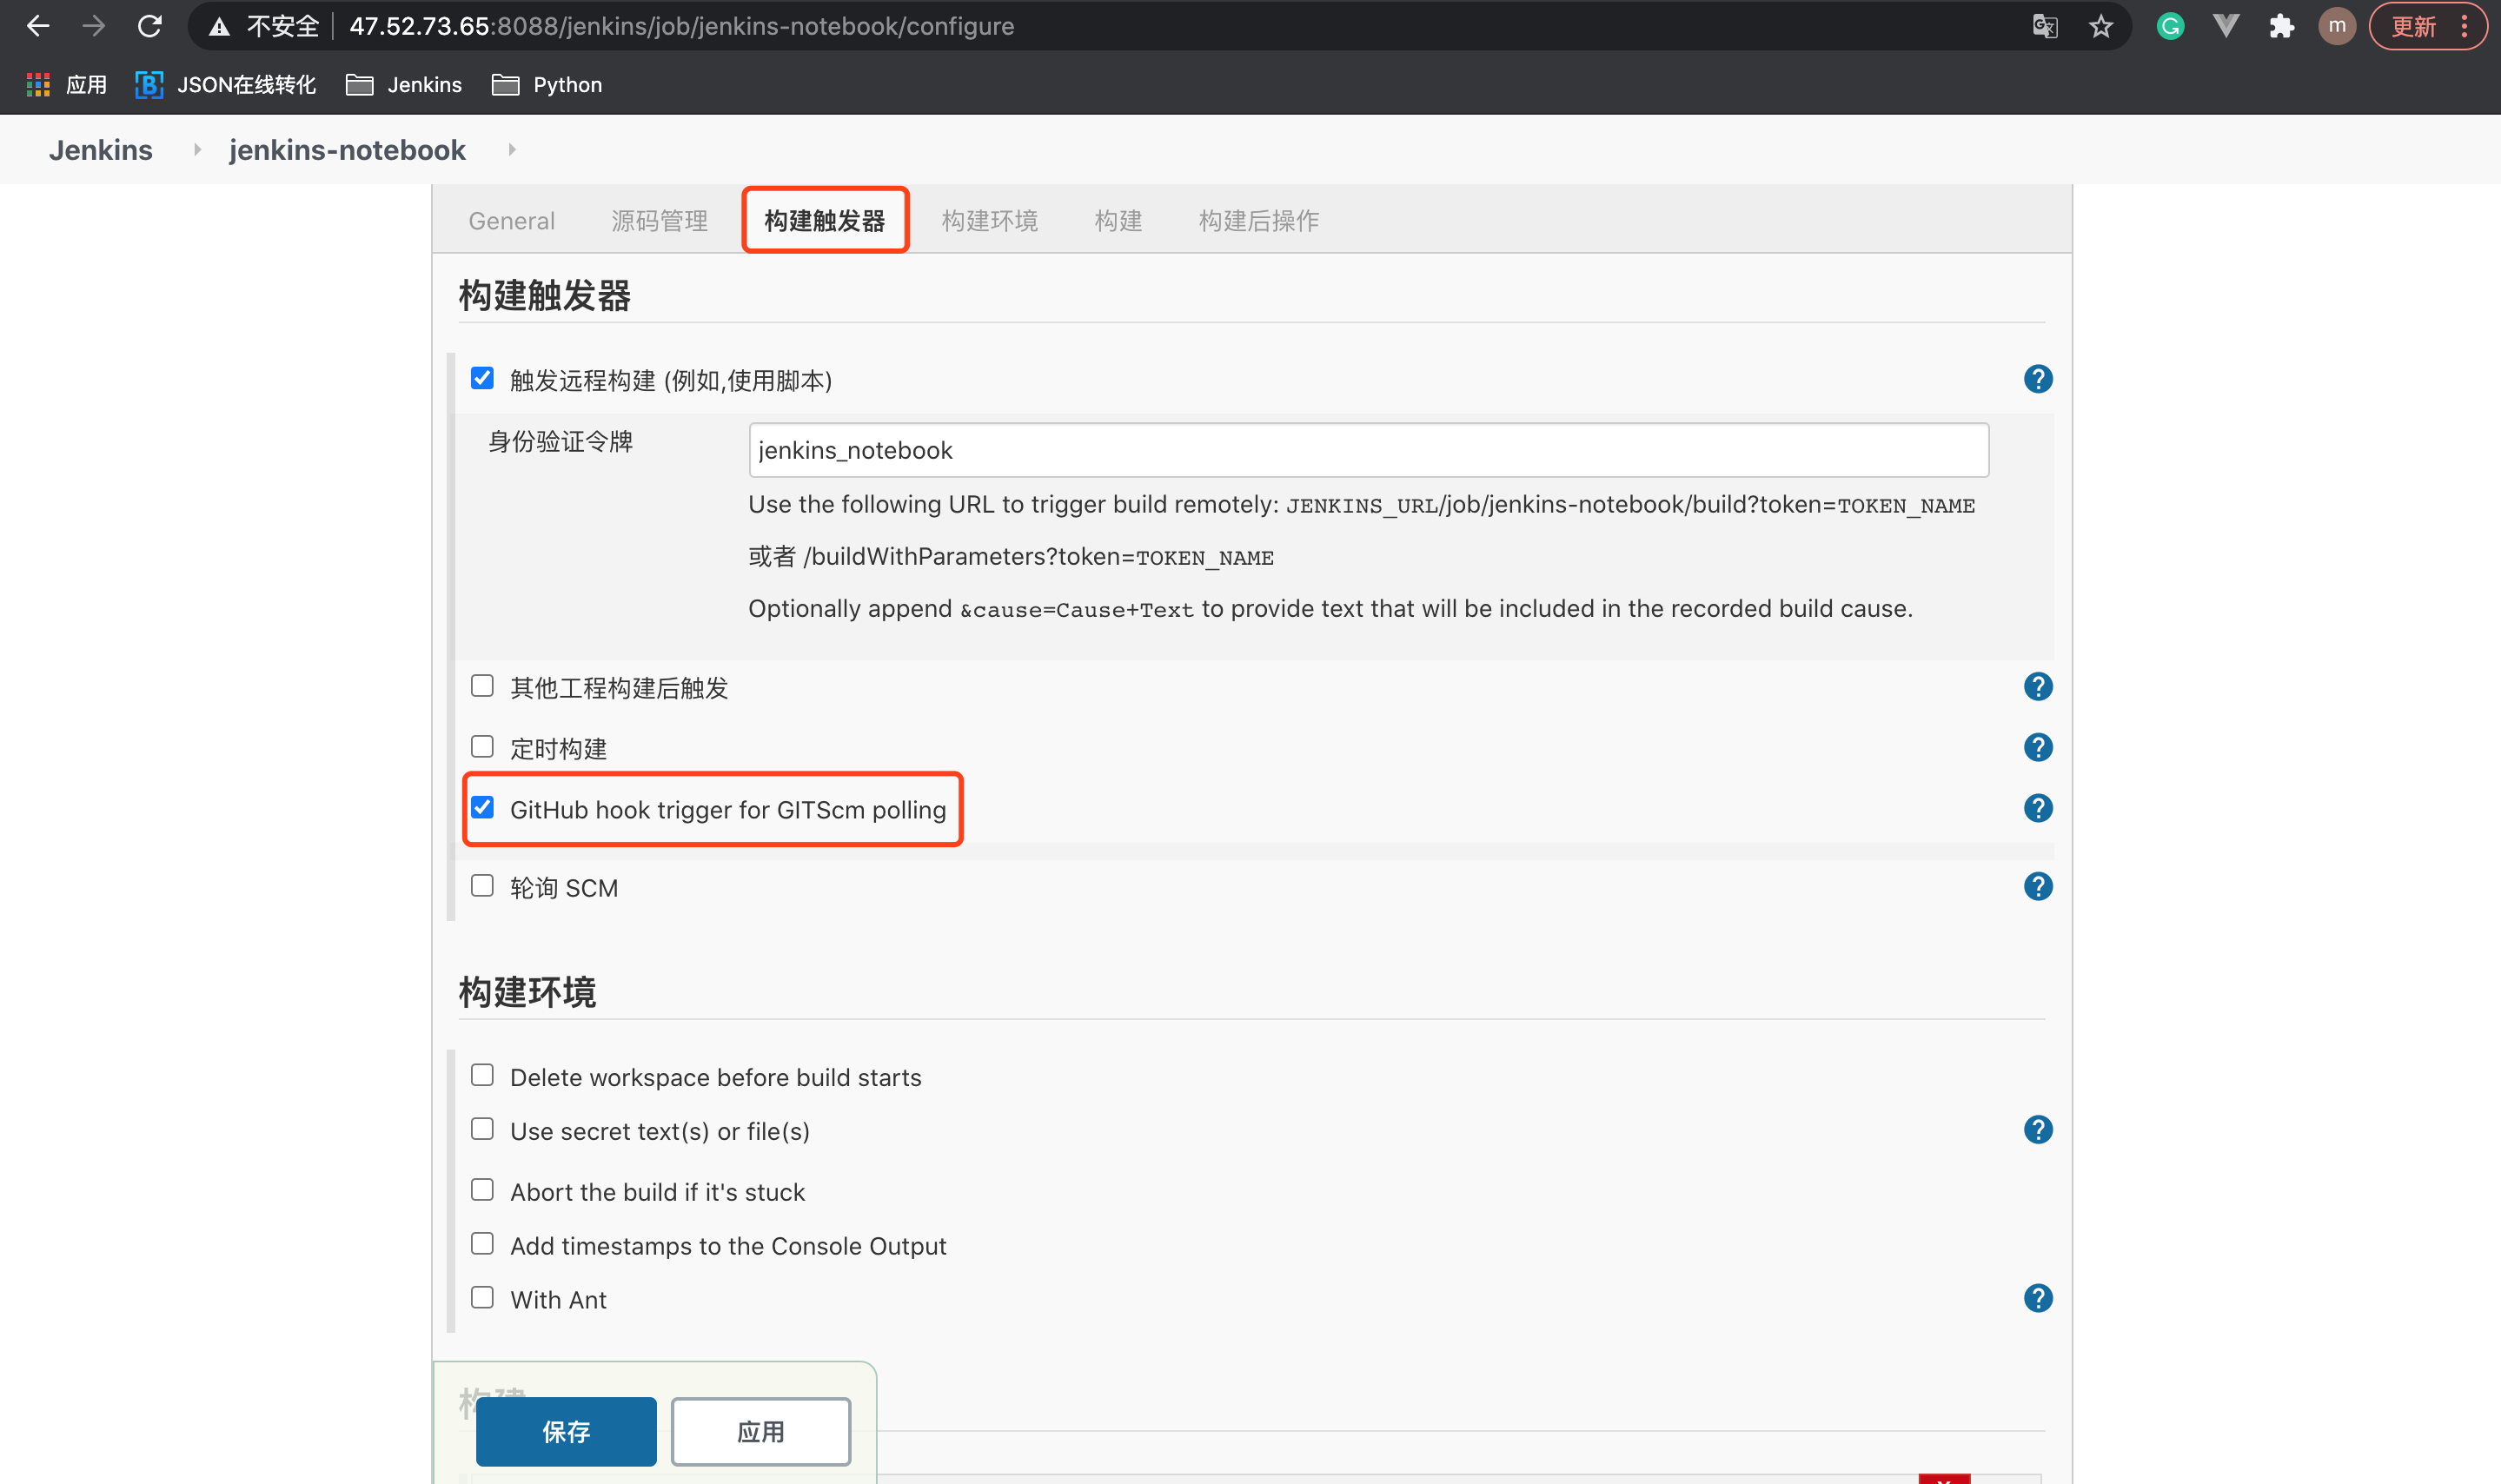 不安全 47.52.73.65:8088/jenkins/job/jenkins-notebook/configure m 更新
应用 JSON在线转化 Jenkins Python
Jenkins jenkins-notebook
General 源码管理 构建触发器 构建环境 构建 构建后操作
构建触发器
触发远程构建 (例如,使用脚本)
身份验证令牌 jenkins_notebook
Use the following URL to trigger build remotely: JENKINS_URL/job/jenkins-notebook/build?token=TOKEN_NAME
或者 /buildWithParameters?token=TOKEN_NAME
Optionally append &cause=Cause+Text to provide text that will be included in the recorded build cause.
其他工程构建后触发
定时构建
GitHub hook trigger for GITScm polling
轮询 SCM
构建环境
Delete workspace before build starts
Use secret text(s) or file(s)
Abort the build if it's stuck
Add timestamps to the Console Output
With Ant
构建
保存 应用